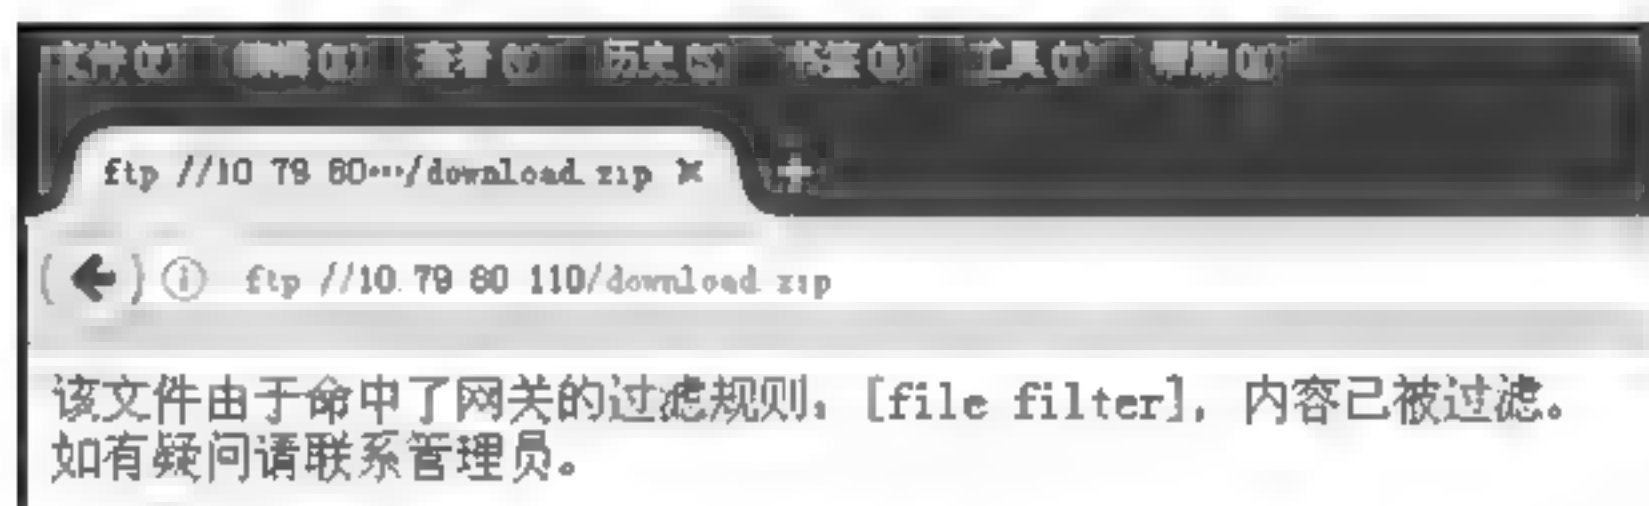 文件(F) 编辑(E) 查看(V) 历史(S) 书签(B) 工具(T) 帮助(H)
ftp //10 79 60···/download.zip × +
ftp //10.79 60 110/download zip
该文件由于命中了网关的过滤规则：[file filter]，内容已被过滤。
如有疑问请联系管理员。